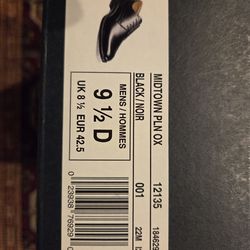 MIDTOWN PLN OX 12135
BLACK / NOIR 001 22M
MENS / HOMMES
9 ½ D
UK 8 ½ EUR 42.5